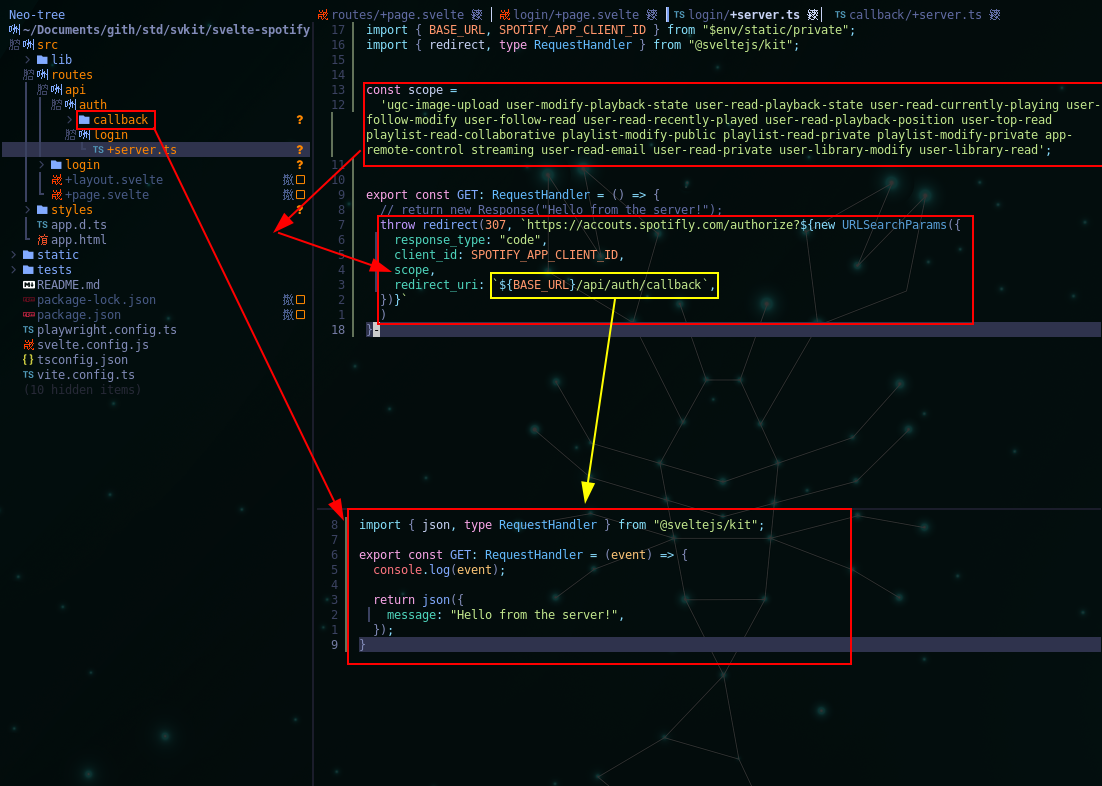 Neo-tree
~/Documents/gith/std/svkit/svelte-spotify
src
lib
routes
api
auth
callback ?
login
TS +server.ts ?
login ?
+layout.svelte
+page.svelte
styles ?
TS app.d.ts
app.html
static
tests
README.md
package-lock.json
package.json
TS playwright.config.ts
svelte.config.js
{} tsconfig.json
TS vite.config.ts
(10 hidden items)
routes/+page.svelte login/+page.svelte TS login/+server.ts TS callback/+server.ts
17 import { BASE_URL, SPOTIFY_APP_CLIENT_ID } from "$env/static/private";
16 import { redirect, type RequestHandler } from "@sveltejs/kit";
15
14
13 const scope =
12 'ugc-image-upload user-modify-playback-state user-read-playback-state user-read-currently-playing user-
follow-modify user-follow-read user-read-recently-played user-read-playback-position user-top-read
playlist-read-collaborative playlist-modify-public playlist-read-private playlist-modify-private app-
remote-control streaming user-read-email user-read-private user-library-modify user-library-read';
11
10
9 export const GET: RequestHandler = () => {
8 // return new Response("Hello from the server!");
7 throw redirect(307, `https://accouts.spotifly.com/authorize?${new URLSearchParams({
6 response_type: "code",
5 client_id: SPOTIFY_APP_CLIENT_ID,
4 scope,
3 redirect_uri: `${BASE_URL}/api/auth/callback`,
2 })}`
1 )
18 }
8 import { json, type RequestHandler } from "@sveltejs/kit";
7
6 export const GET: RequestHandler = (event) => {
5 console.log(event);
4
3 return json({
2 message: "Hello from the server!",
1 });
9 }